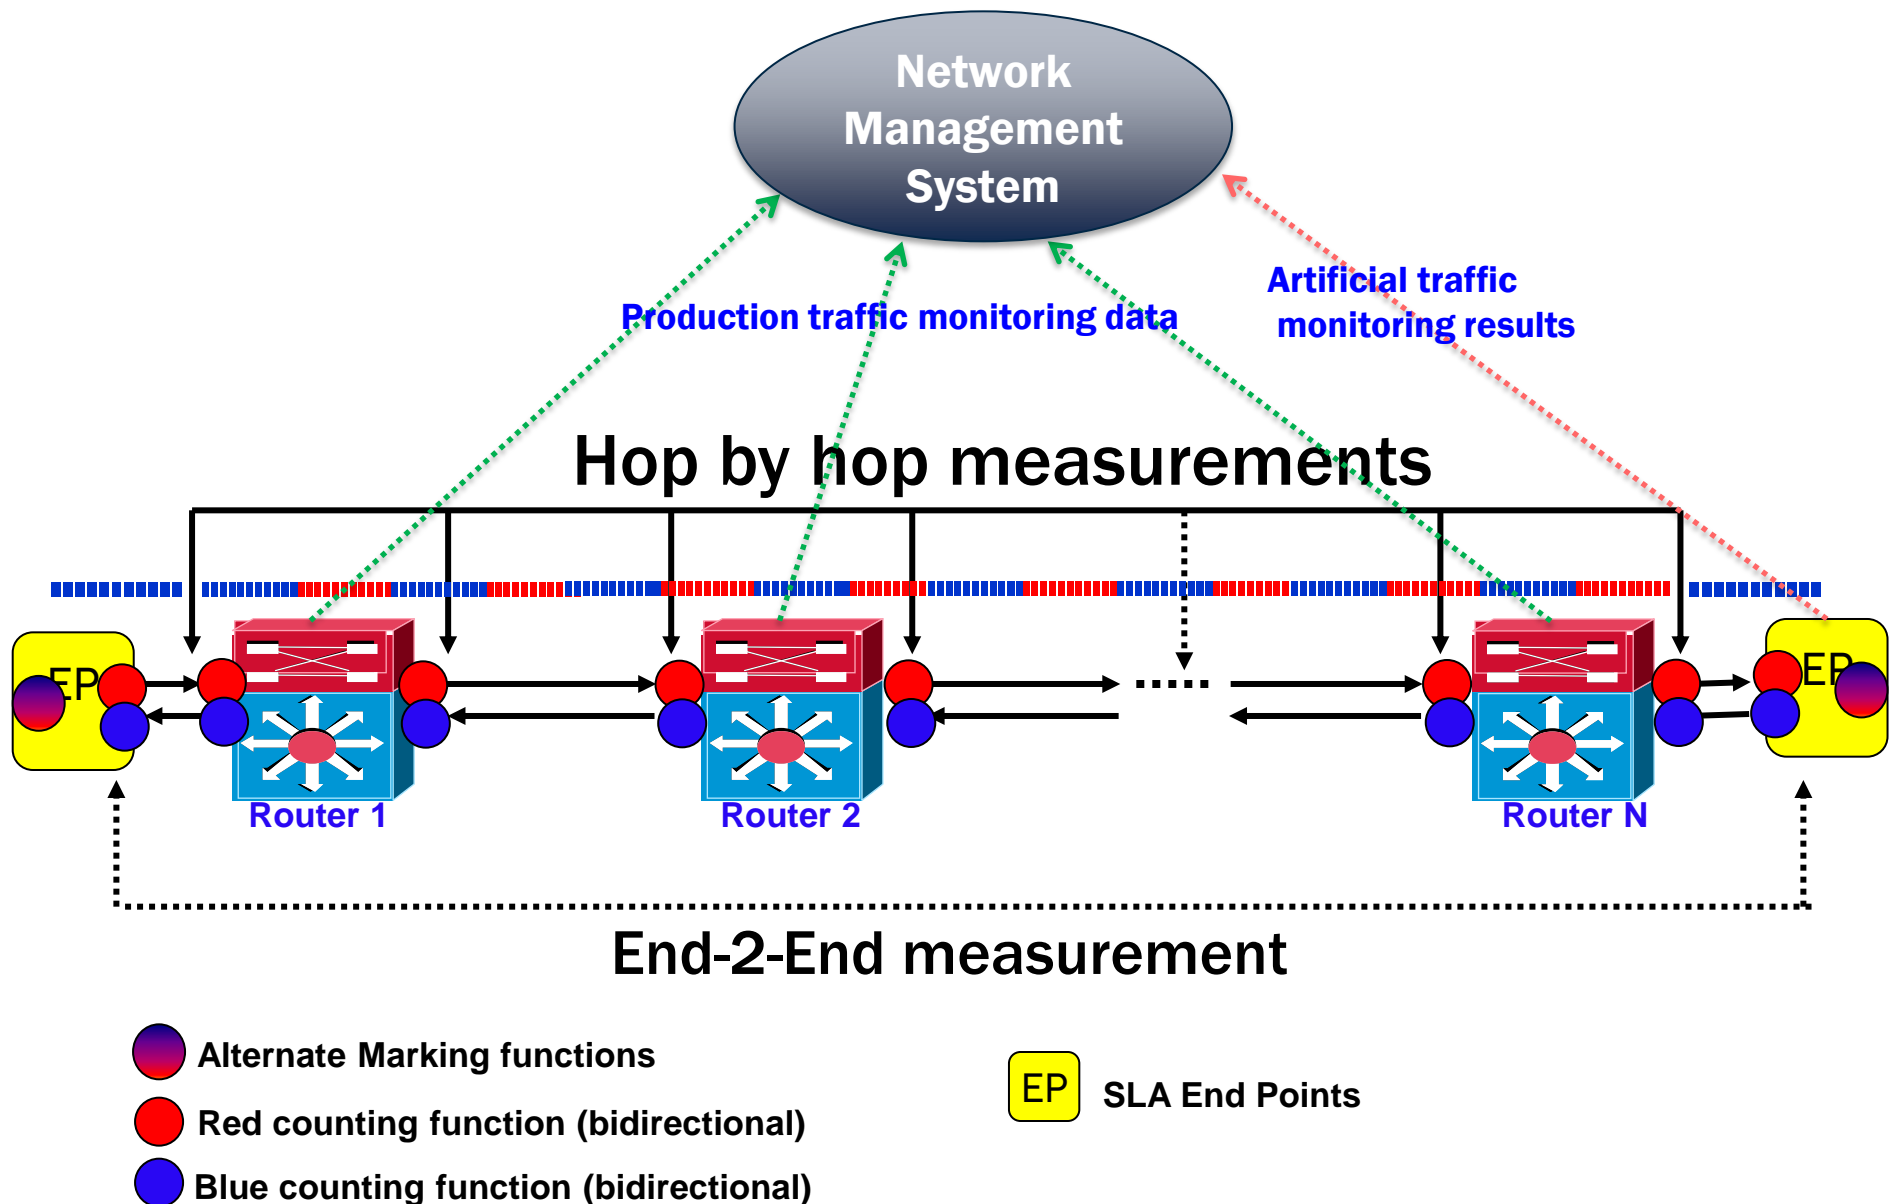 Network
Management
System
Artificial traffic
monitoring results
Production traffic monitoring data
Hop by hop measurements
EP
EP
Router 1
Router 2
Router N
End-2-End measurement
Alternate Marking functions
EP
SLA End Points
Red counting function (bidirectional)
Blue counting function (bidirectional)